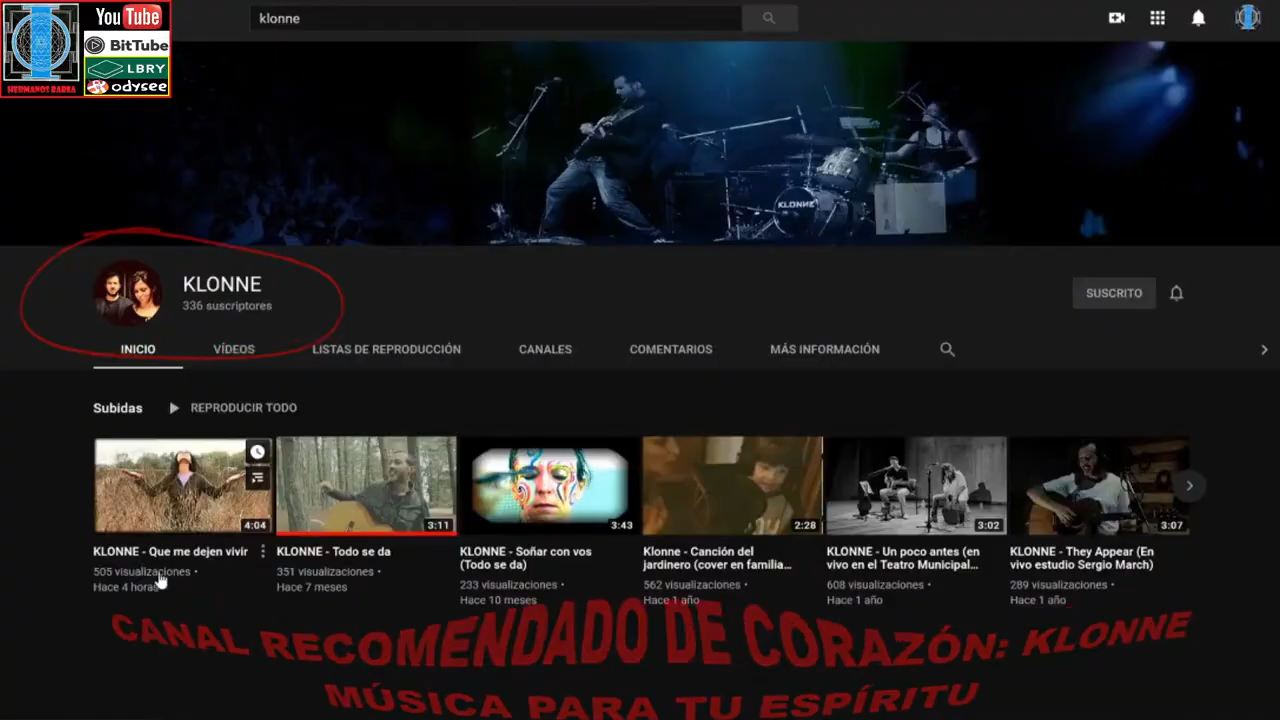 YouTube
BitTube
LBRY
odysee
HERMANOS BAREA
klonne
KLONNE
KLONNE
336 suscriptores
SUSCRITO
INICIO VÍDEOS LISTAS DE REPRODUCCIÓN CANALES COMENTARIOS MÁS INFORMACIÓN
Subidas REPRODUCIR TODO
4:04 3:11 3:43 2:28 3:02 3:07
KLONNE - Que me dejen vivir
505 visualizaciones •
Hace 4 horas
KLONNE - Todo se da
351 visualizaciones •
Hace 7 meses
KLONNE - Soñar con vos
(Todo se da)
233 visualizaciones •
Hace 10 meses
Klonne - Canción del
jardinero (cover en familia...
562 visualizaciones •
Hace 1 año
KLONNE - Un poco antes (en
vivo en el Teatro Municipal...
608 visualizaciones •
Hace 1 año
KLONNE - They Appear (En
vivo estudio Sergio March)
289 visualizaciones •
Hace 1 año
CANAL RECOMENDADO DE CORAZÓN: KLONNE
MÚSICA PARA TU ESPÍRITU